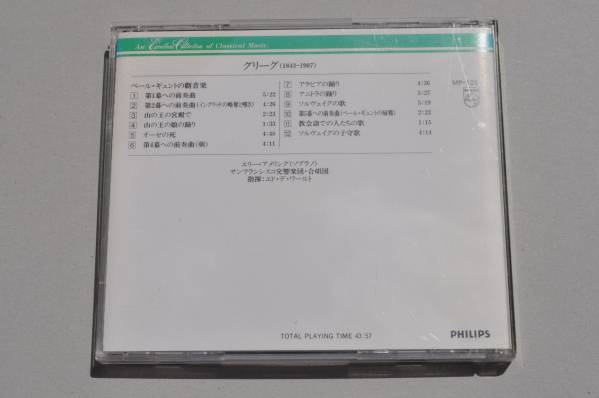 An Excellent Collection of Classical Music
グリーグ(1843-1907)
ペール・ギュントの劇音楽
1 第1幕への前奏曲 5:22
2 第2幕への前奏曲(イングリッドの略奪と嘆き) 4:26
3 山の王の宮殿で 2:23
4 山の王の娘の踊り 1:33
5 オーゼの死 4:40
6 第4幕への前奏曲(朝) 4:11
7 アラビアの踊り 4:36
8 アニトラの踊り 3:27
9 ソルヴェイグの歌 5:19
10 第5幕への前奏曲(ペール・ギュントの帰郷) 2:23
11 教会詣での人たちの歌 1:15
12 ソルヴェイグの子守歌 4:14
エリー・アメリング(ソプラノ)
サンフランシスコ交響楽団・合唱団
指揮:エド・デ・ワールト
TOTAL PLAYING TIME 43:57
PHILIPS